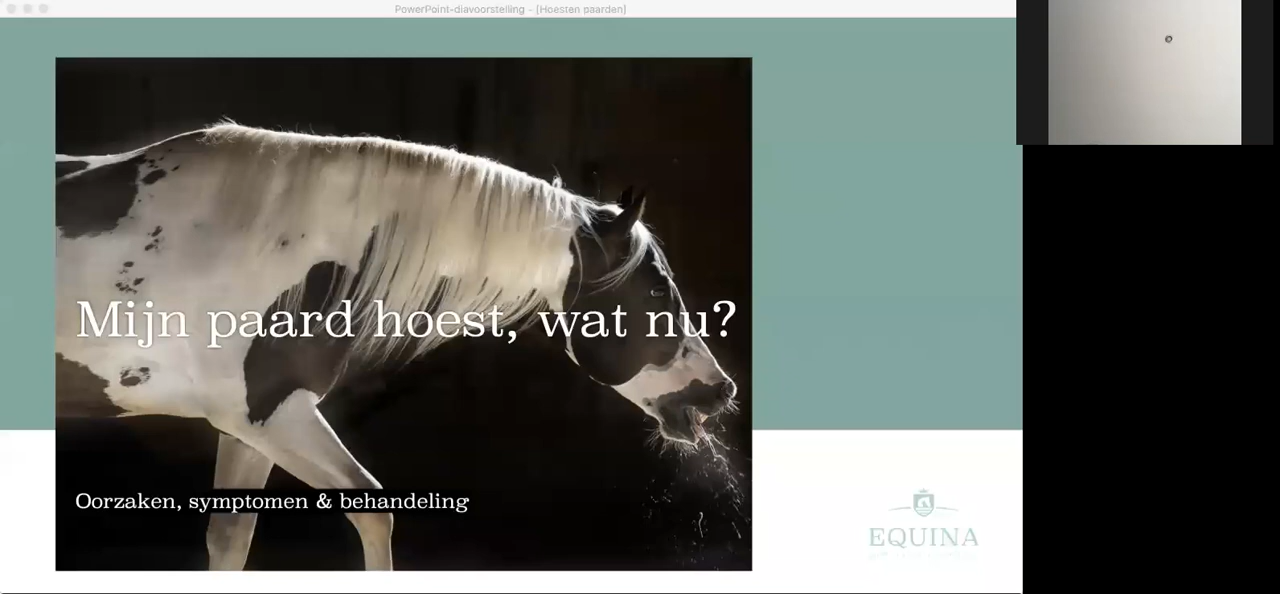 PowerPoint-diavoorstelling - [Hoesten paarden]
Mijn paard hoest, wat nu?
Oorzaken, symptomen & behandeling
EQUINA